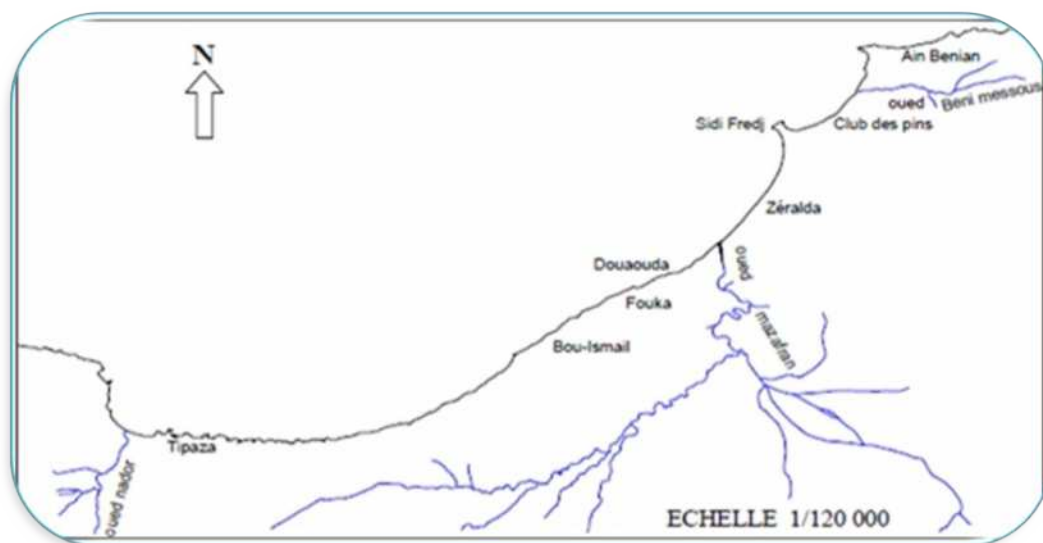 N
Ain Benian
oued
Beni messous
Sidi Fredj
Club des pins
Zéralda
Douaouda
oued
Fouka
mazafran
Bou-Ismail
Tipaza
oued nador
ECHELLE 1/120 000